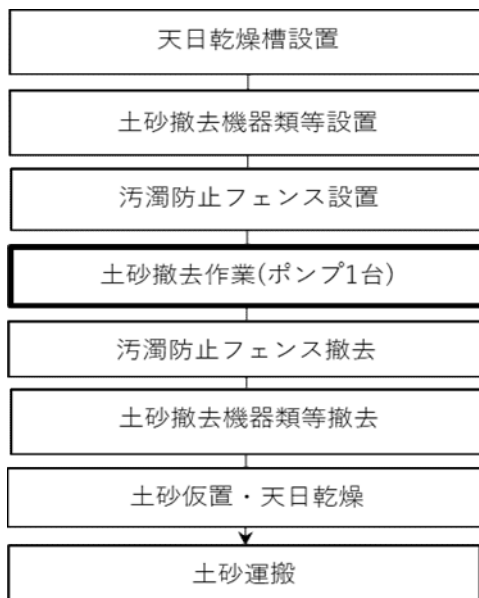 天日乾燥槽設置
土砂撤去機器類等設置
汚濁防止フェンス設置
土砂撤去作業(ポンプ1台)
汚濁防止フェンス撤去
土砂撤去機器類等撤去
土砂仮置・天日乾燥
土砂運搬